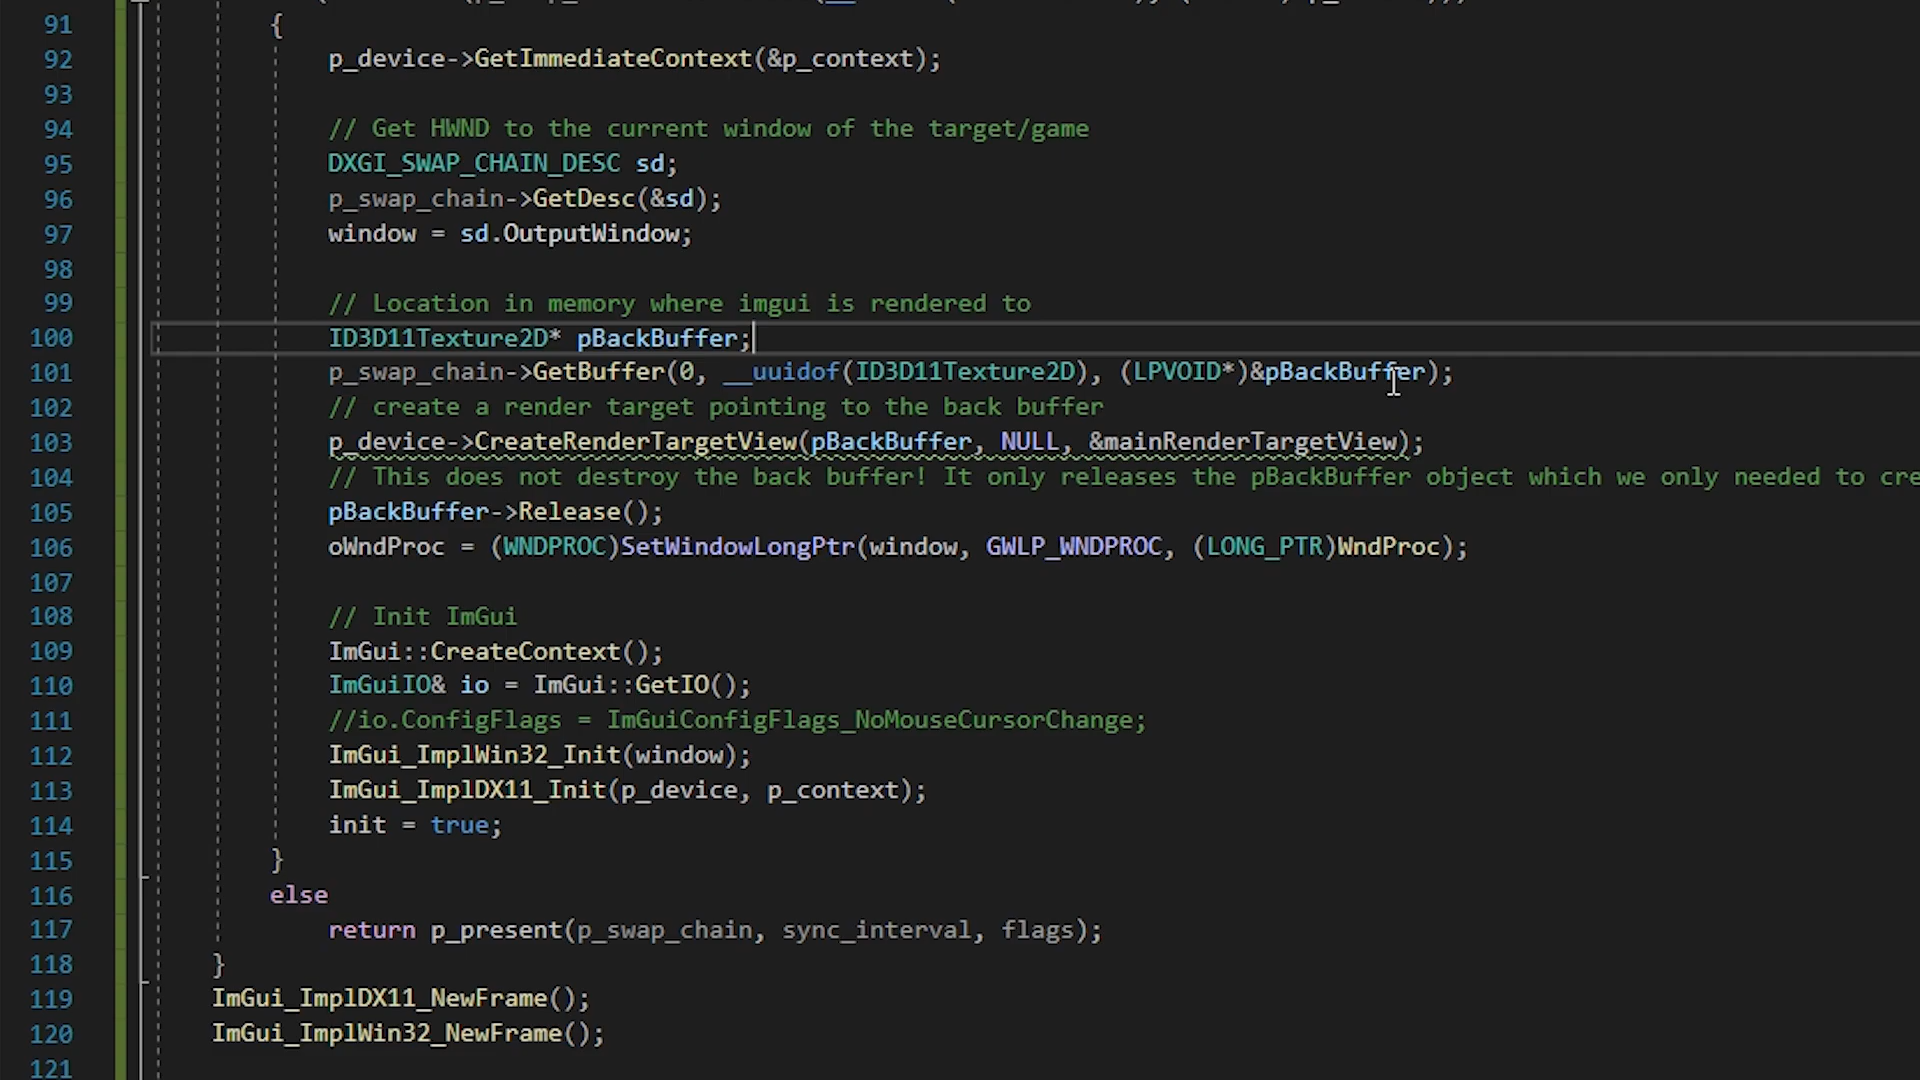 91 {
92 p_device->GetImmediateContext(&p_context);
93
94 // Get HWND to the current window of the target/game
95 DXGI_SWAP_CHAIN_DESC sd;
96 p_swap_chain->GetDesc(&sd);
97 window = sd.OutputWindow;
98
99 // Location in memory where imgui is rendered to
100 ID3D11Texture2D* pBackBuffer;
101 p_swap_chain->GetBuffer(0, __uuidof(ID3D11Texture2D), (LPVOID*)&pBackBuffer);
102 // create a render target pointing to the back buffer
103 p_device->CreateRenderTargetView(pBackBuffer, NULL, &mainRenderTargetView);
104 // This does not destroy the back buffer! It only releases the pBackBuffer object which we only needed to cre
105 pBackBuffer->Release();
106 oWndProc = (WNDPROC)SetWindowLongPtr(window, GWLP_WNDPROC, (LONG_PTR)WndProc);
107
108 // Init ImGui
109 ImGui::CreateContext();
110 ImGuiIO& io = ImGui::GetIO();
111 //io.ConfigFlags = ImGuiConfigFlags_NoMouseCursorChange;
112 ImGui_ImplWin32_Init(window);
113 ImGui_ImplDX11_Init(p_device, p_context);
114 init = true;
115 }
116 else
117 return p_present(p_swap_chain, sync_interval, flags);
118 }
119 ImGui_ImplDX11_NewFrame();
120 ImGui_ImplWin32_NewFrame();
121